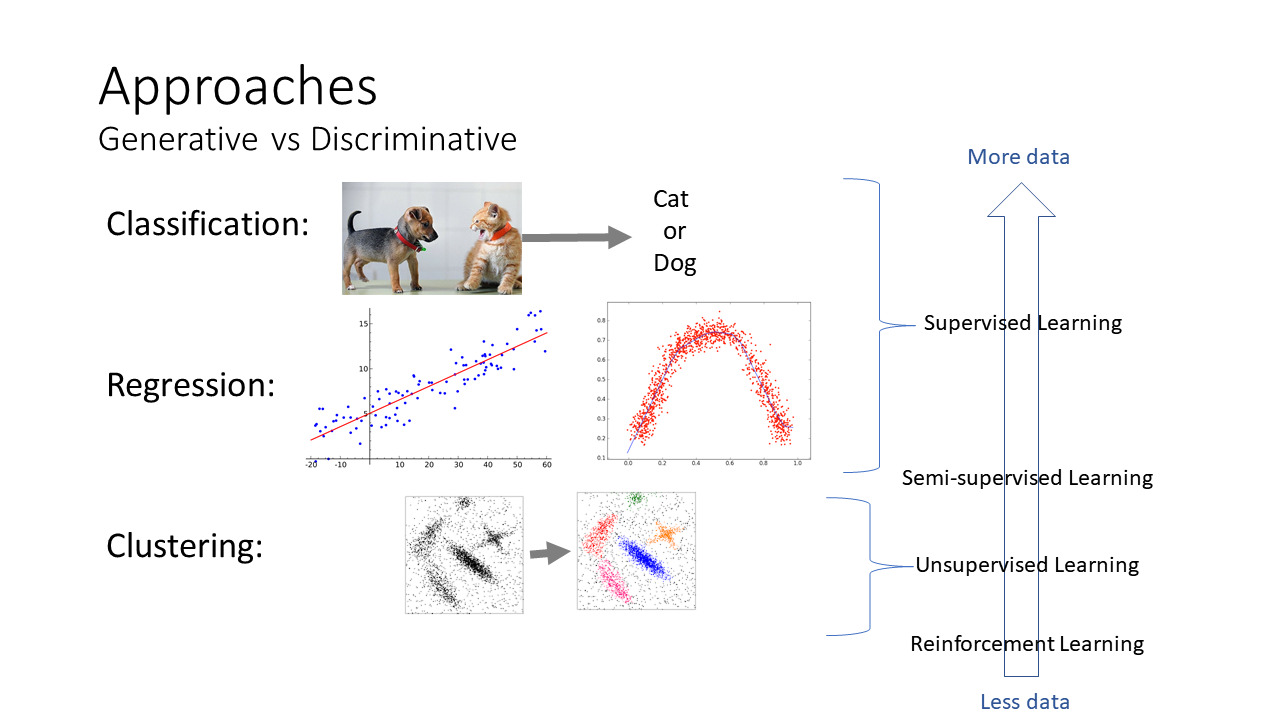 Approaches
Generative vs Discriminative
Classification:
Cat
or
Dog
Regression:
15
10
5
-20 -10 10 20 30 40 50 60
0.8
0.7
0.6
0.5
0.4
0.3
0.2
0.1
0.0 0.2 0.4 0.6 0.8 1.0
Clustering:
More data
Supervised Learning
Semi-supervised Learning
Unsupervised Learning
Reinforcement Learning
Less data